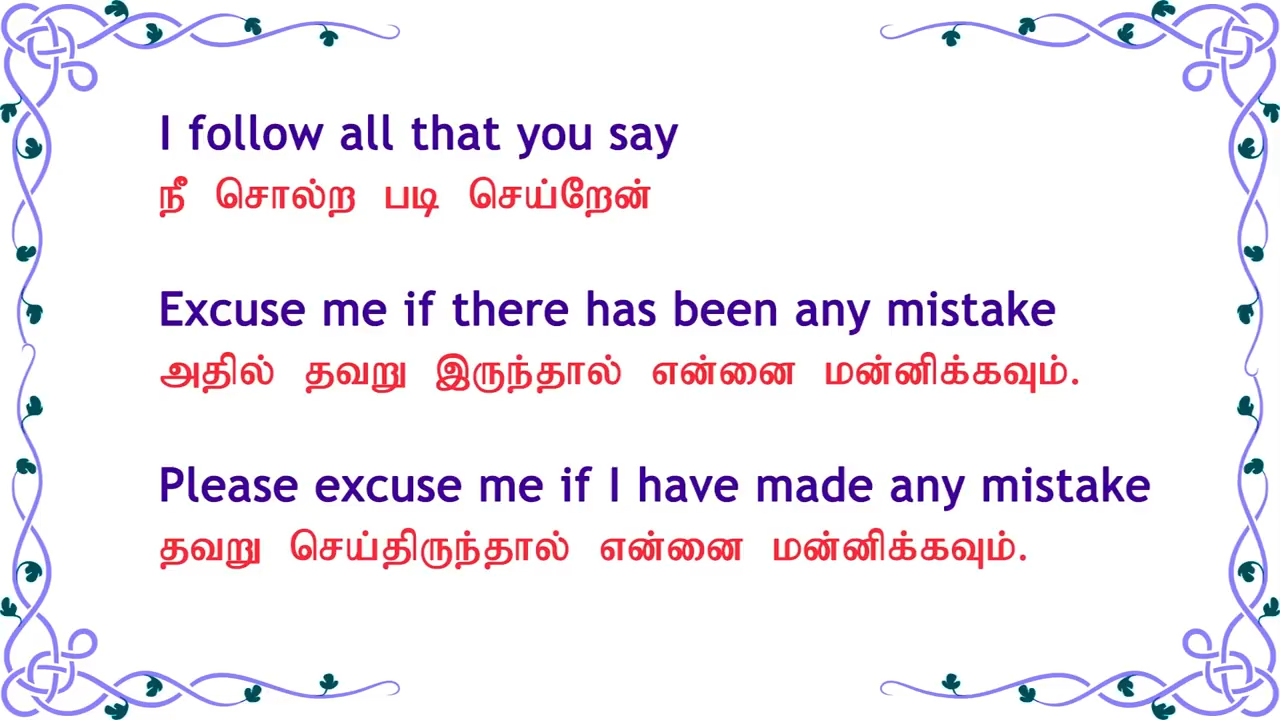 I follow all that you say
நீ சொல்ற படி செய்றேன்
Excuse me if there has been any mistake
அதில் தவறு இருந்தால் என்னை மன்னிக்கவும்.
Please excuse me if I have made any mistake
தவறு செய்திருந்தால் என்னை மன்னிக்கவும்.